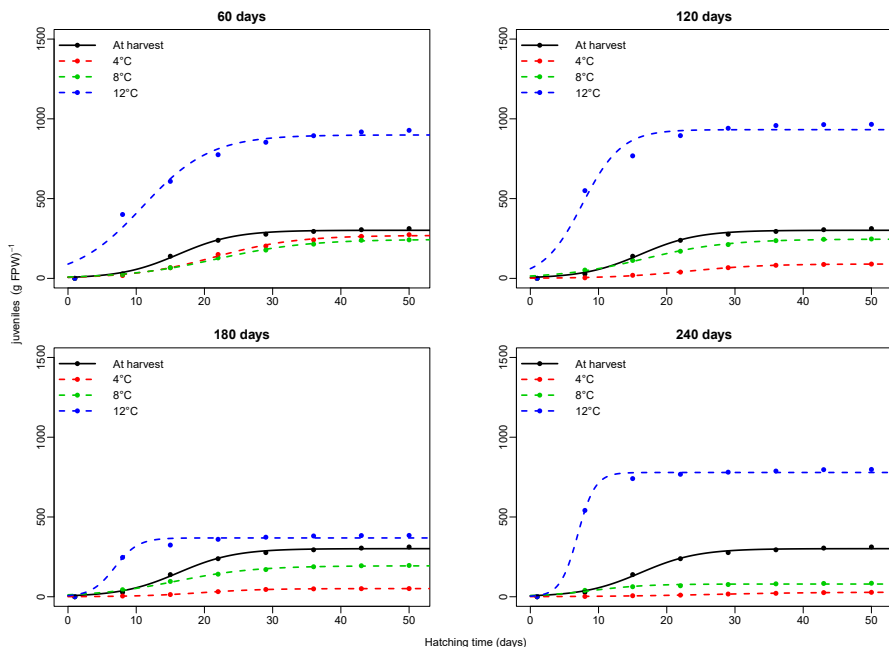 60 days
1500
1000
500
0
At harvest
4°C
8°C
12°C
0 10 20 30 40 50
120 days
1500
1000
500
0
At harvest
4°C
8°C
12°C
0 10 20 30 40 50
juveniles (g FPW)⁻¹
180 days
1500
1000
500
0
At harvest
4°C
8°C
12°C
0 10 20 30 40 50
240 days
1500
1000
500
0
At harvest
4°C
8°C
12°C
0 10 20 30 40 50
Hatching time (days)